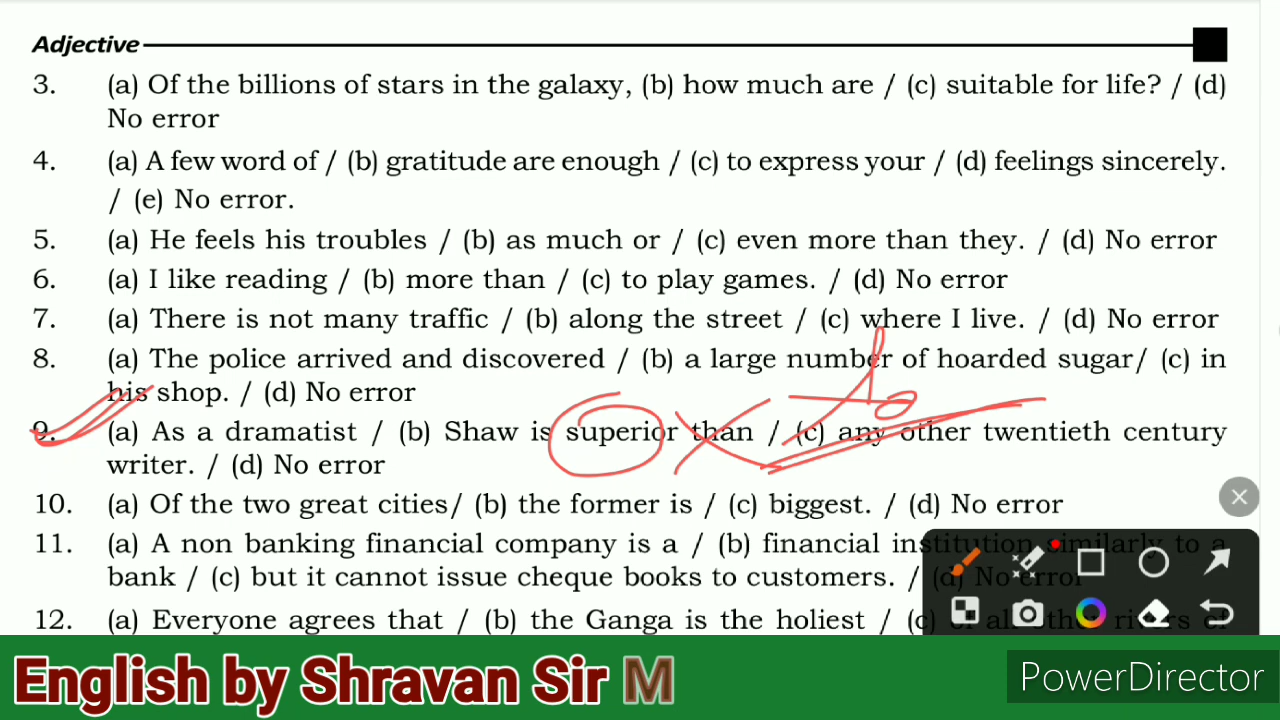 Adjective
3. (a) Of the billions of stars in the galaxy, (b) how much are / (c) suitable for life? / (d)
No error
4. (a) A few word of / (b) gratitude are enough / (c) to express your / (d) feelings sincerely.
/ (e) No error.
5. (a) He feels his troubles / (b) as much or / (c) even more than they. / (d) No error
6. (a) I like reading / (b) more than / (c) to play games. / (d) No error
7. (a) There is not many traffic / (b) along the street / (c) where I live. / (d) No error
8. (a) The police arrived and discovered / (b) a large number of hoarded sugar/ (c) in
his shop. / (d) No error
to
9. (a) As a dramatist / (b) Shaw is superior than / (c) any other twentieth century
writer. / (d) No error
10. (a) Of the two great cities/ (b) the former is / (c) biggest. / (d) No error
11. (a) A non banking financial company is a / (b) financial institution similarly to a
bank / (c) but it cannot issue cheque books to customers. / (d) No error
12. (a) Everyone agrees that / (b) the Ganga is the holiest / (c) of all other rivers of
English by Shravan Sir M
PowerDirector